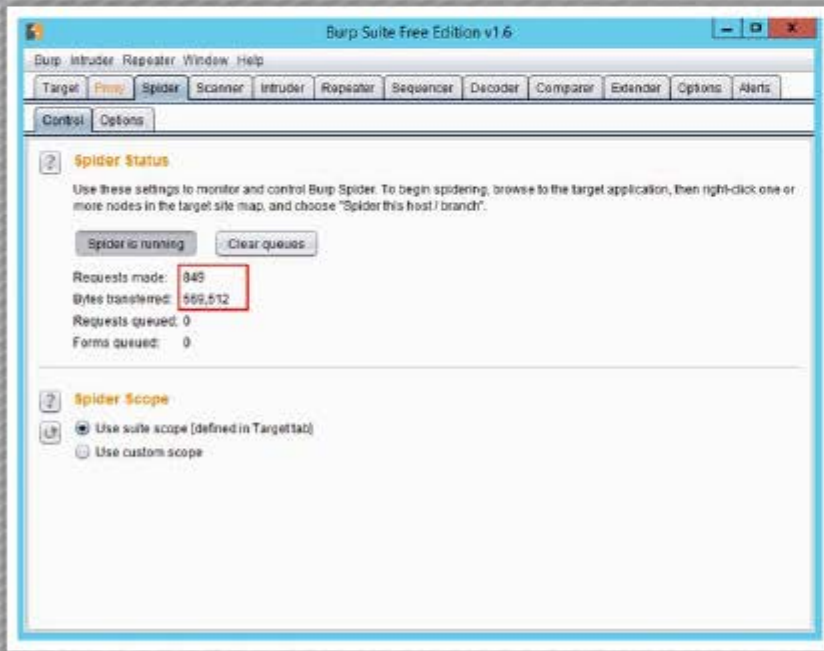 Burp Suite Free Edition v1.6
Burp Intruder Repeater Window Help
Target Proxy Spider Scanner Intruder Repeater Sequencer Decoder Comparer Extender Options Alerts
Control Options
? Spider Status
Use these settings to monitor and control Burp Spider. To begin spidering, browse to the target application, then right-click one or
more nodes in the target site map, and choose "Spider this host / branch".
Spider is running Clear queues
Requests made: 849
Bytes transferred: 569,512
Requests queued: 0
Forms queued: 0
? Spider Scope
Use suite scope [defined in Target tab]
Use custom scope